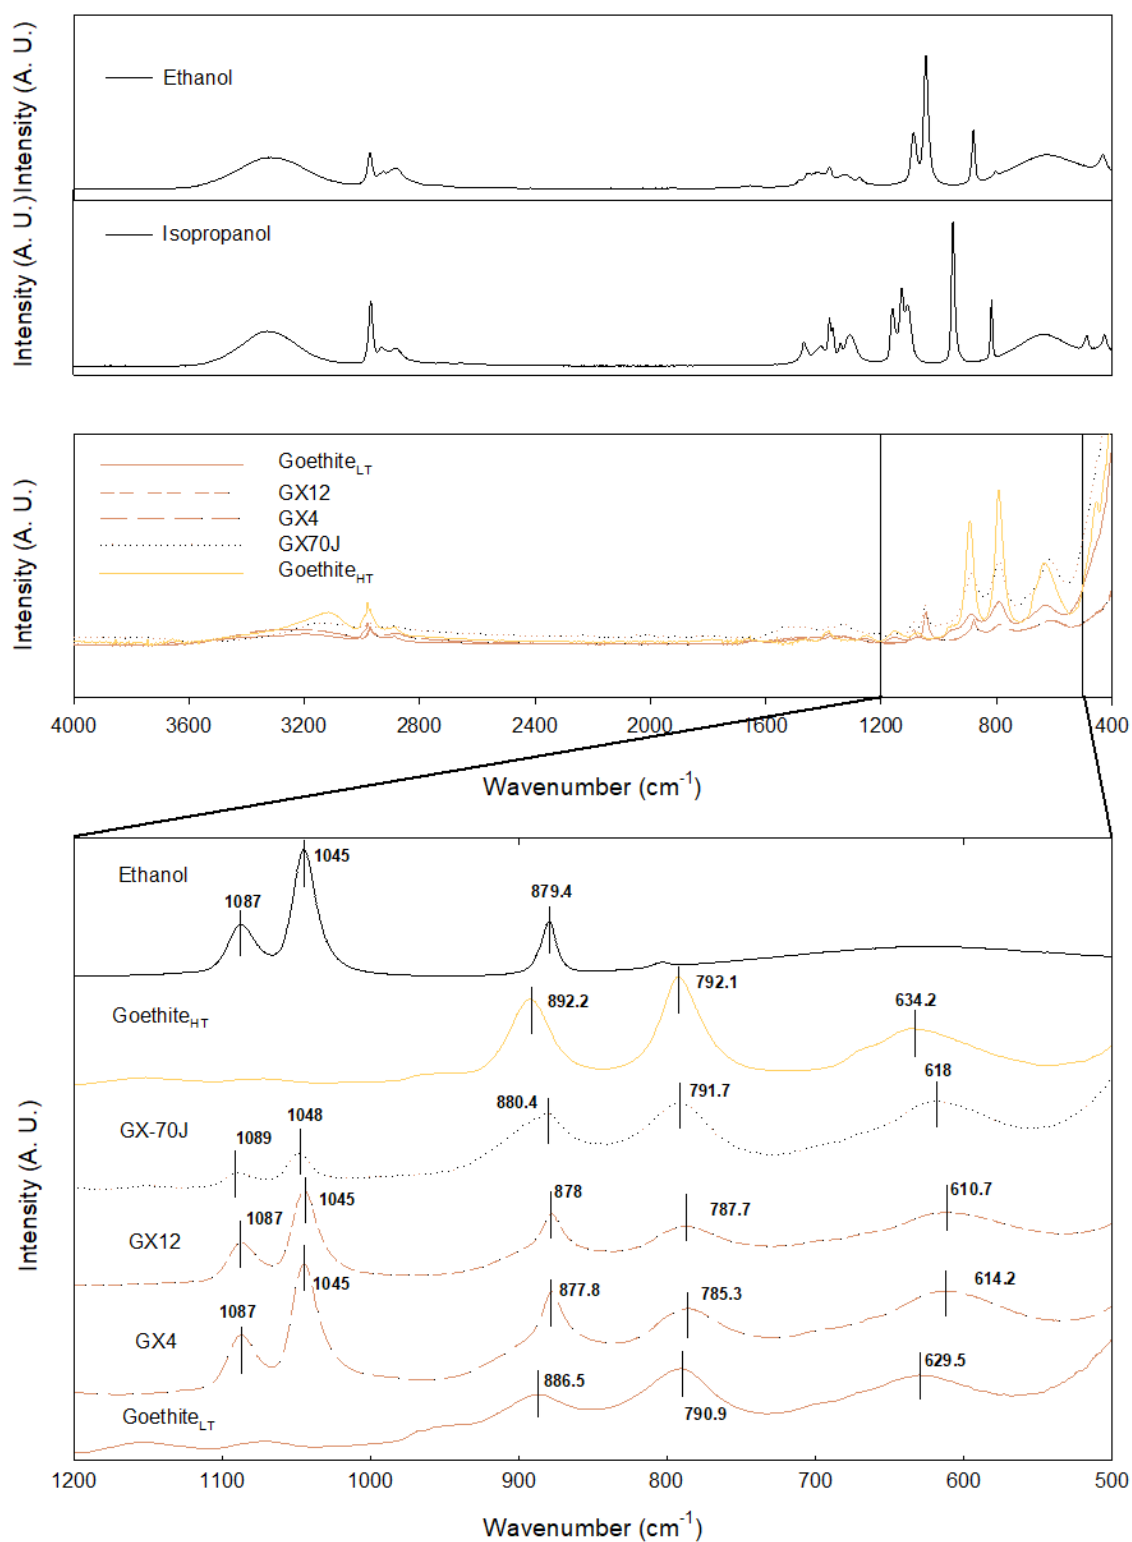 Intensity (A. U.)
Ethanol
Intensity (A. U.)
Isopropanol
Intensity (A. U.)
Goethite_LT
GX12
GX4
GX70J
Goethite_HT
4000 3600 3200 2800 2400 2000 1600 1200 800 400
Wavenumber (cm⁻¹)
Intensity (A. U.)
Ethanol
1087
1045
879.4
Goethite_HT
892.2
792.1
634.2
GX-70J
1089
1048
880.4
791.7
618
GX12
1087
1045
878
787.7
610.7
GX4
1087
1045
877.8
785.3
614.2
Goethite_LT
886.5
790.9
629.5
1200 1100 1000 900 800 700 600 500
Wavenumber (cm⁻¹)